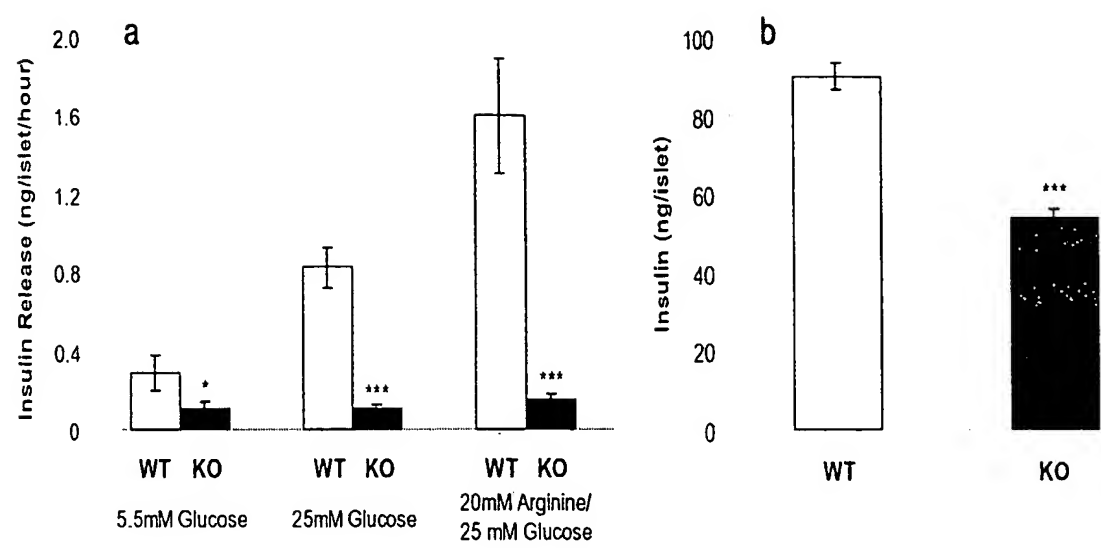 a
Insulin Release (ng/islet/hour)
2.0
1.6
1.2
0.8
0.4
0
*
***
***
WT KO
WT KO
WT KO
5.5mM Glucose
25mM Glucose
20mM Arginine/
25 mM Glucose
b
Insulin (ng/islet)
100
80
60
40
20
0
***
WT
KO